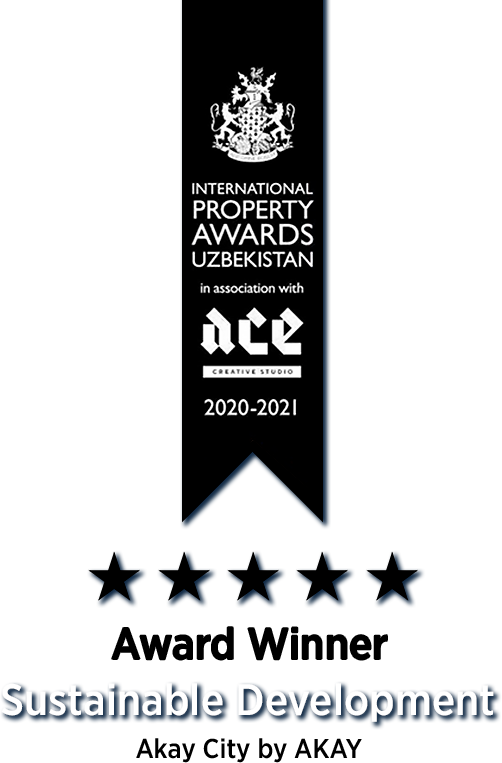 INTERNATIONAL
PROPERTY
AWARDS
UZBEKISTAN
in association with
ace
CREATIVE STUDIO
2020-2021
Award Winner
Sustainable Development
Akay City by AKAY